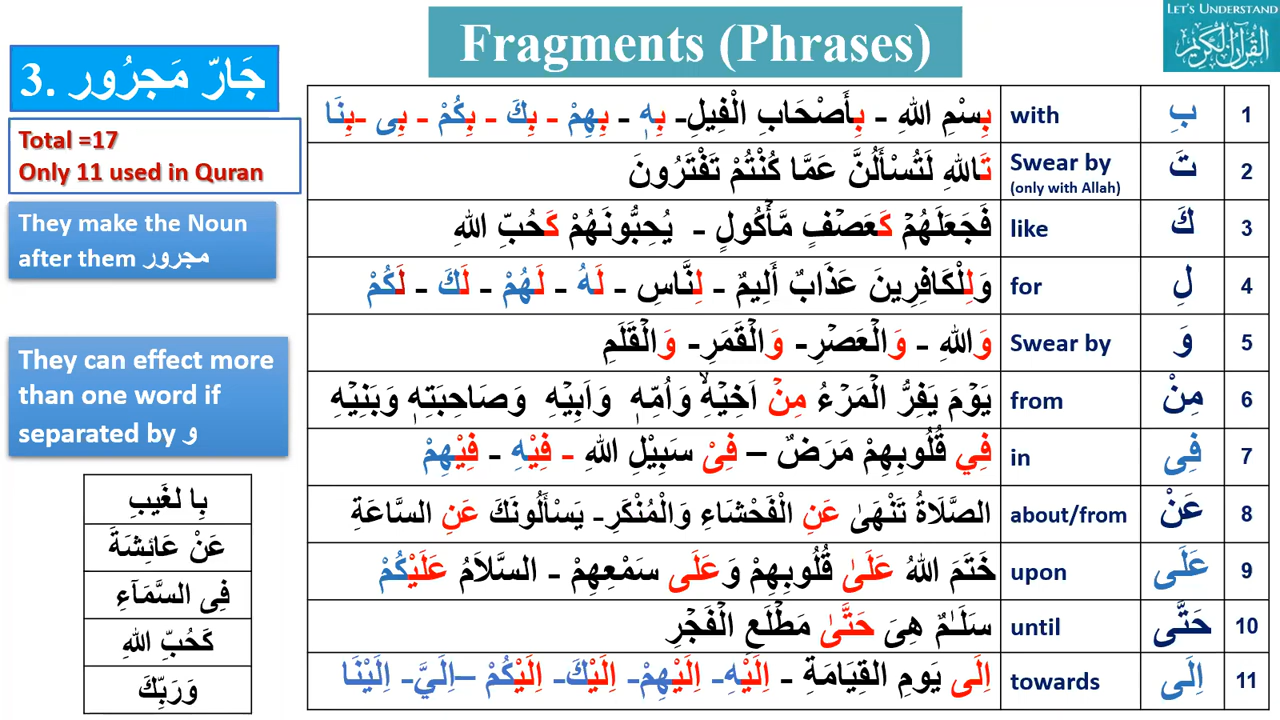 LET'S UNDERSTAND
القرآن الكريم
Fragments (Phrases)
3. جَارّ مَجرُور
Total =17
Only 11 used in Quran
They make the Noun
after them مجرور
They can effect more
than one word if
separated by و
بِا لغَيبِ
عَنْ عَائِشَةَ
فِى السَّمَآءِ
كَحُبِّ اللهِ
وَرَبِّكَ
1 بِ with بِسْمِ اللهِ - بِأَصْحَابِ الْفِيلِ- بِهٖ - بِهِمْ - بِكَ - بِكُمْ - بِى -بِنَا
2 تَ Swear by (only with Allah) تَاللهِ لَتُسْأَلُنَّ عَمَّا كُنْتُمْ تَفْتَرُونَ
3 كَ like فَجَعَلَهُمْ كَعَصْفٍ مَّأْكُولٍ - يُحِبُّونَهُمْ كَحُبِّ اللهِ
4 لِ for وَلِلْكَافِرِينَ عَذَابٌ أَلِيمٌ - لِنَّاسِ - لَهُ - لَهُمْ - لَكَ - لَكُمْ
5 وَ Swear by وَاللهِ - وَالْعَصْرِ- وَالْقَمَرِ- وَالْقَلَمِ
6 مِنْ from يَوْمَ يَفِرُّ الْمَرْءُ مِنْ اَخِيْهِۙ وَاُمِّهٖ وَاَبِيْهِ وَصَاحِبَتِهٖ وَبَنِيْهِ
7 فِى in فِي قُلُوبِهِمْ مَرَضٌ – فِىْ سَبِيْلِ اللهِ - فِيْهِ - فِيْهِمْ
8 عَنْ about/from الصَّلَاةُ تَنْهَىٰ عَنِ الْفَحْشَاءِ وَالْمُنْكَرِ- يَسْأَلُونَكَ عَنِ السَّاعَةِ
9 عَلَى upon خَتَمَ اللهُ عَلَىٰ قُلُوبِهِمْ وَعَلَى سَمْعِهِمْ - السَّلَامُ عَلَيْكُمْ
10 حَتَّى until سَلَـٰمٌ هِىَ حَتَّىٰ مَطْلَعِ الْفَجْرِ
11 اِلَى towards اِلَى يَومِ القِيَامَةِ - اِلَيْهِ- اِلَيْهِمْ- اِلَيْكَ- اِلَيْكُمْ –اِلَيَّ- اِلَيْنَا